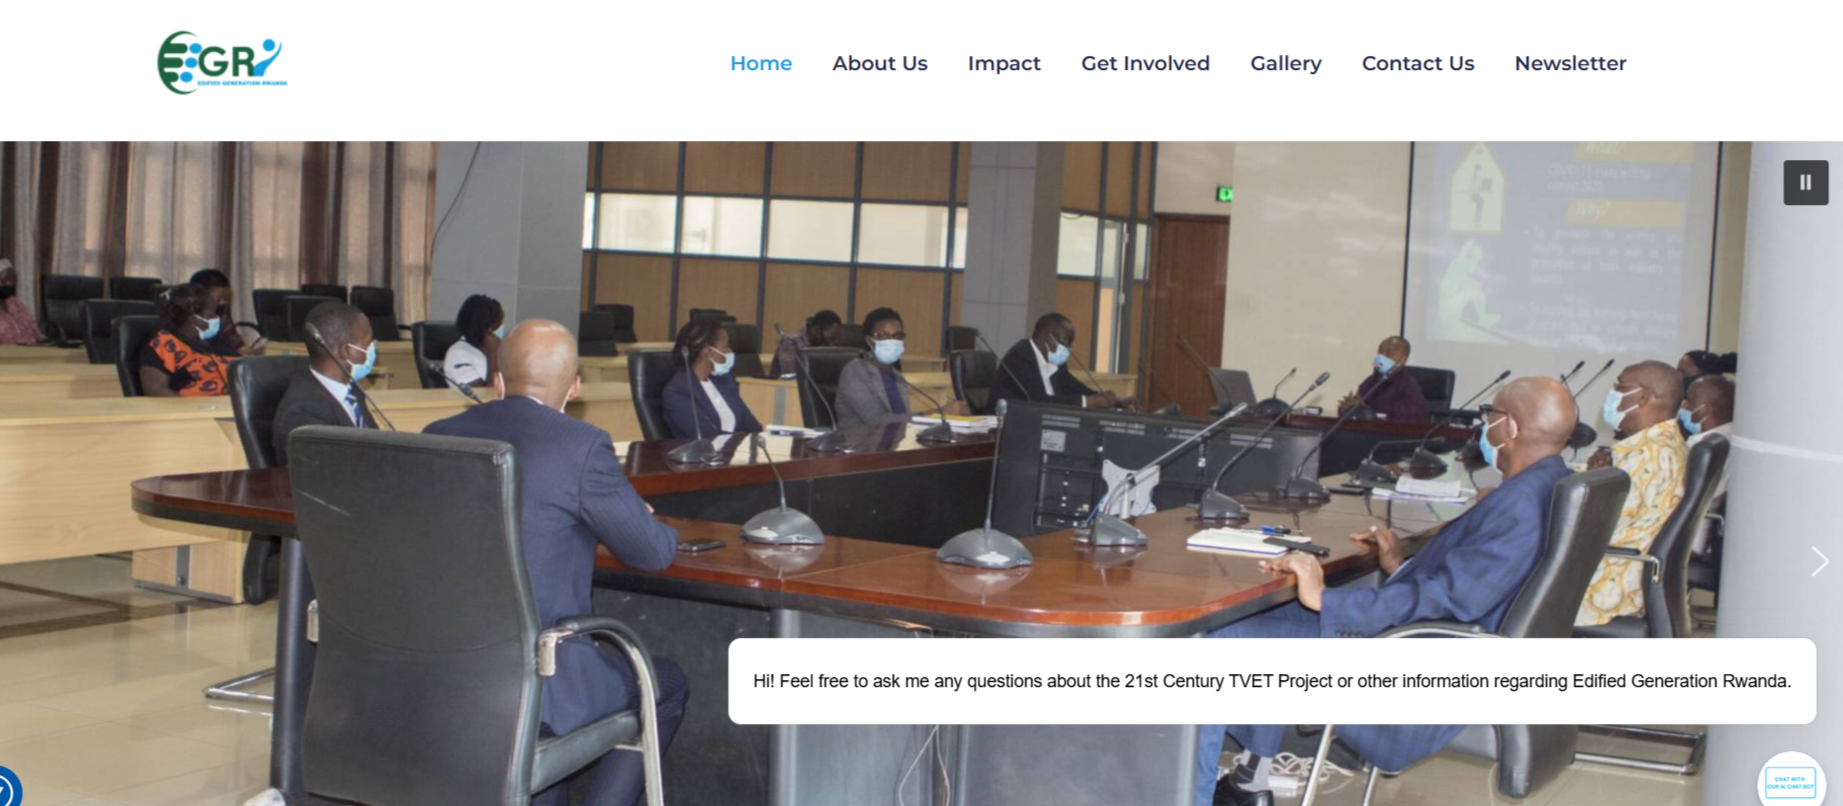 EGR
EDIFIED GENERATION RWANDA
Home About Us Impact Get Involved Gallery Contact Us Newsletter
What?
Why?
Hi! Feel free to ask me any questions about the 21st Century TVET Project or other information regarding Edified Generation Rwanda.
CHAT WITH
OUR AI CHAT BOT